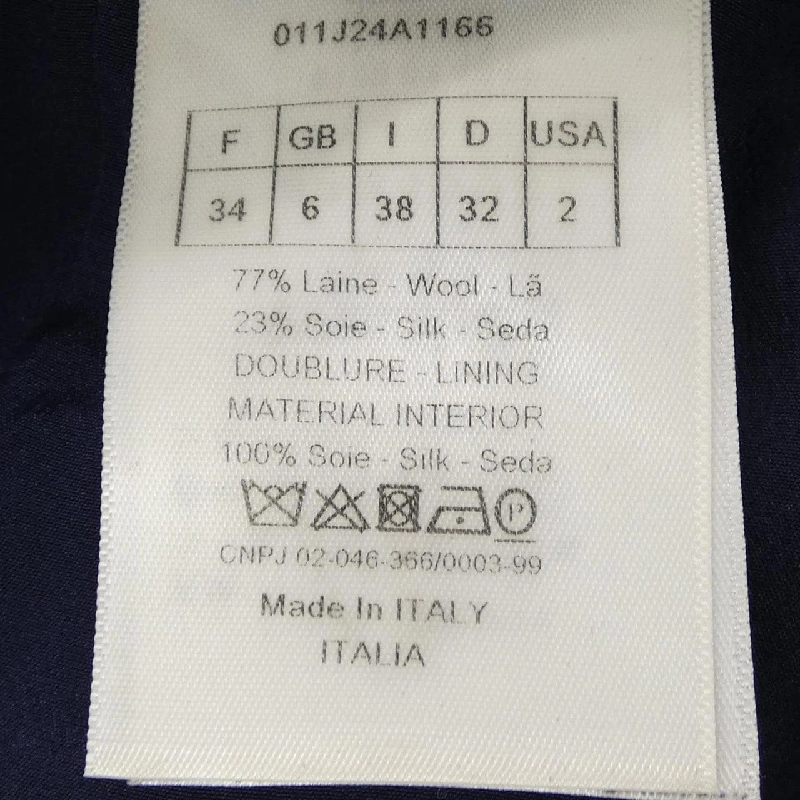 011J24A1166
F GB I D USA
34 6 38 32 2
77% Laine - Wool - Lã
23% Soie - Silk - Seda
DOUBLURE - LINING
MATERIAL INTERIOR
100% Soie - Silk - Seda
P
CNPJ 02-046-366/0003-99
Made In ITALY
ITALIA